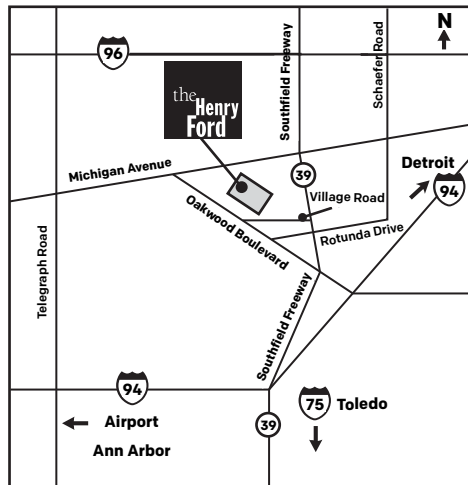 N
96
Southfield Freeway
Schaefer Road
the
Henry
Ford
Michigan Avenue
39
Detroit
94
Village Road
Oakwood Boulevard
Rotunda Drive
Telegraph Road
Southfield Freeway
94
75
Toledo
Airport
39
Ann Arbor